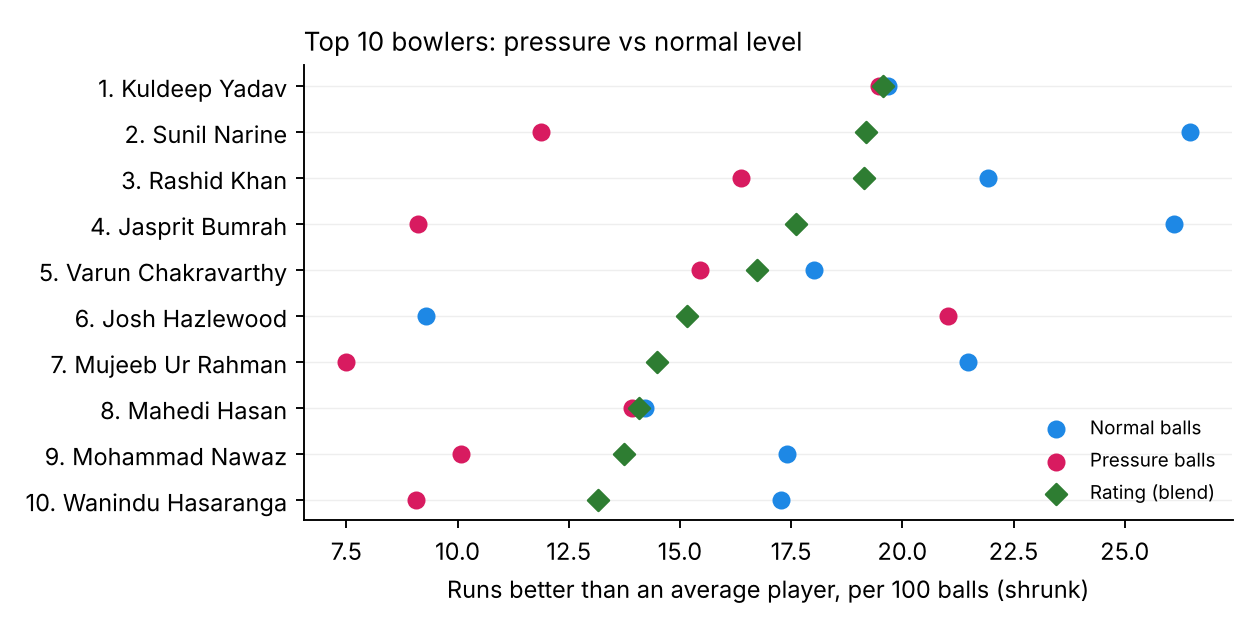 Top 10 bowlers: pressure vs normal level
1. Kuldeep Yadav
2. Sunil Narine
3. Rashid Khan
4. Jasprit Bumrah
5. Varun Chakravarthy
6. Josh Hazlewood
7. Mujeeb Ur Rahman
8. Mahedi Hasan
9. Mohammad Nawaz
10. Wanindu Hasaranga
Normal balls
Pressure balls
Rating (blend)
7.5 10.0 12.5 15.0 17.5 20.0 22.5 25.0
Runs better than an average player, per 100 balls (shrunk)